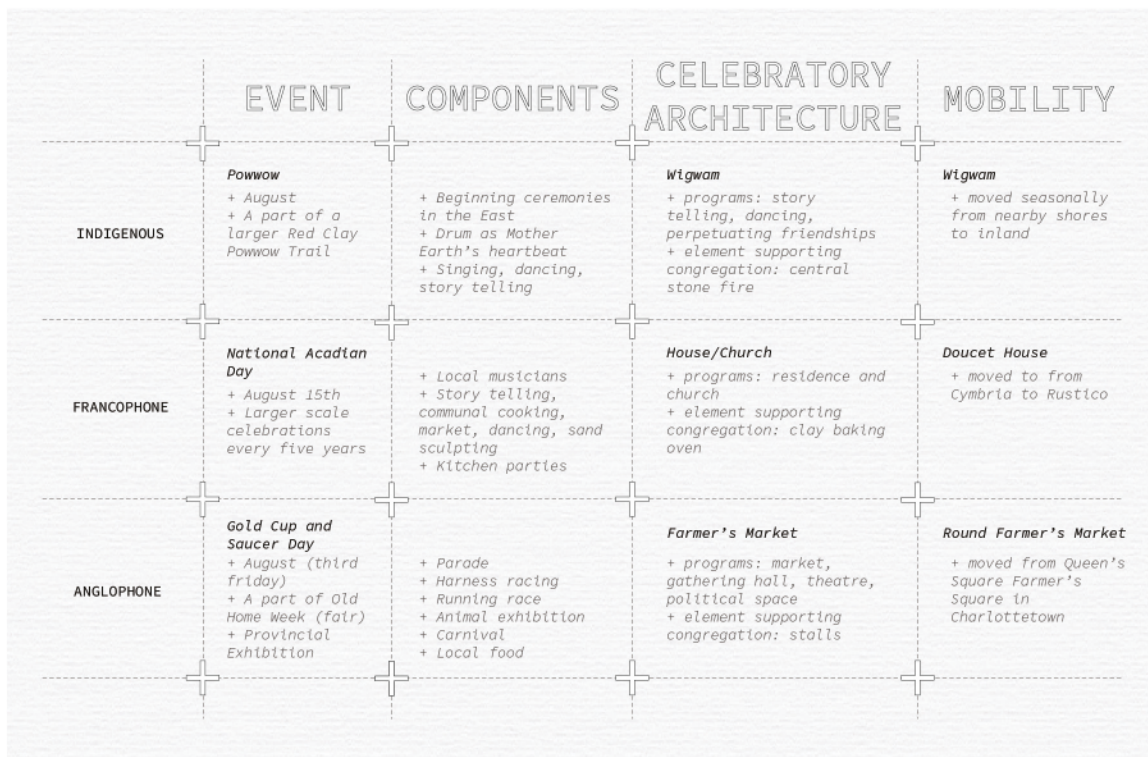 EVENT
COMPONENTS
CELEBRATORY
ARCHITECTURE
MOBILITY
INDIGENOUS
Powwow
+ August
+ A part of a
larger Red Clay
Powwow Trail
+ Beginning ceremonies
in the East
+ Drum as Mother
Earth's heartbeat
+ Singing, dancing,
story telling
Wigwam
+ programs: story
telling, dancing,
perpetuating friendships
+ element supporting
congregation: central
stone fire
Wigwam
+ moved seasonally
from nearby shores
to inland
FRANCOPHONE
National Acadian
Day
+ August 15th
+ Larger scale
celebrations
every five years
+ Local musicians
+ Story telling,
communal cooking,
market, dancing, sand
sculpting
+ Kitchen parties
House/Church
+ programs: residence and
church
+ element supporting
congregation: clay baking
oven
Doucet House
+ moved to from
Cymbria to Rustico
ANGLOPHONE
Gold Cup and
Saucer Day
+ August (third
friday)
+ A part of Old
Home Week (fair)
+ Provincial
Exhibition
+ Parade
+ Harness racing
+ Running race
+ Animal exhibition
+ Carnival
+ Local food
Farmer's Market
+ programs: market,
gathering hall, theatre,
political space
+ element supporting
congregation: stalls
Round Farmer's Market
+ moved from Queen's
Square Farmer's
Square in
Charlottetown